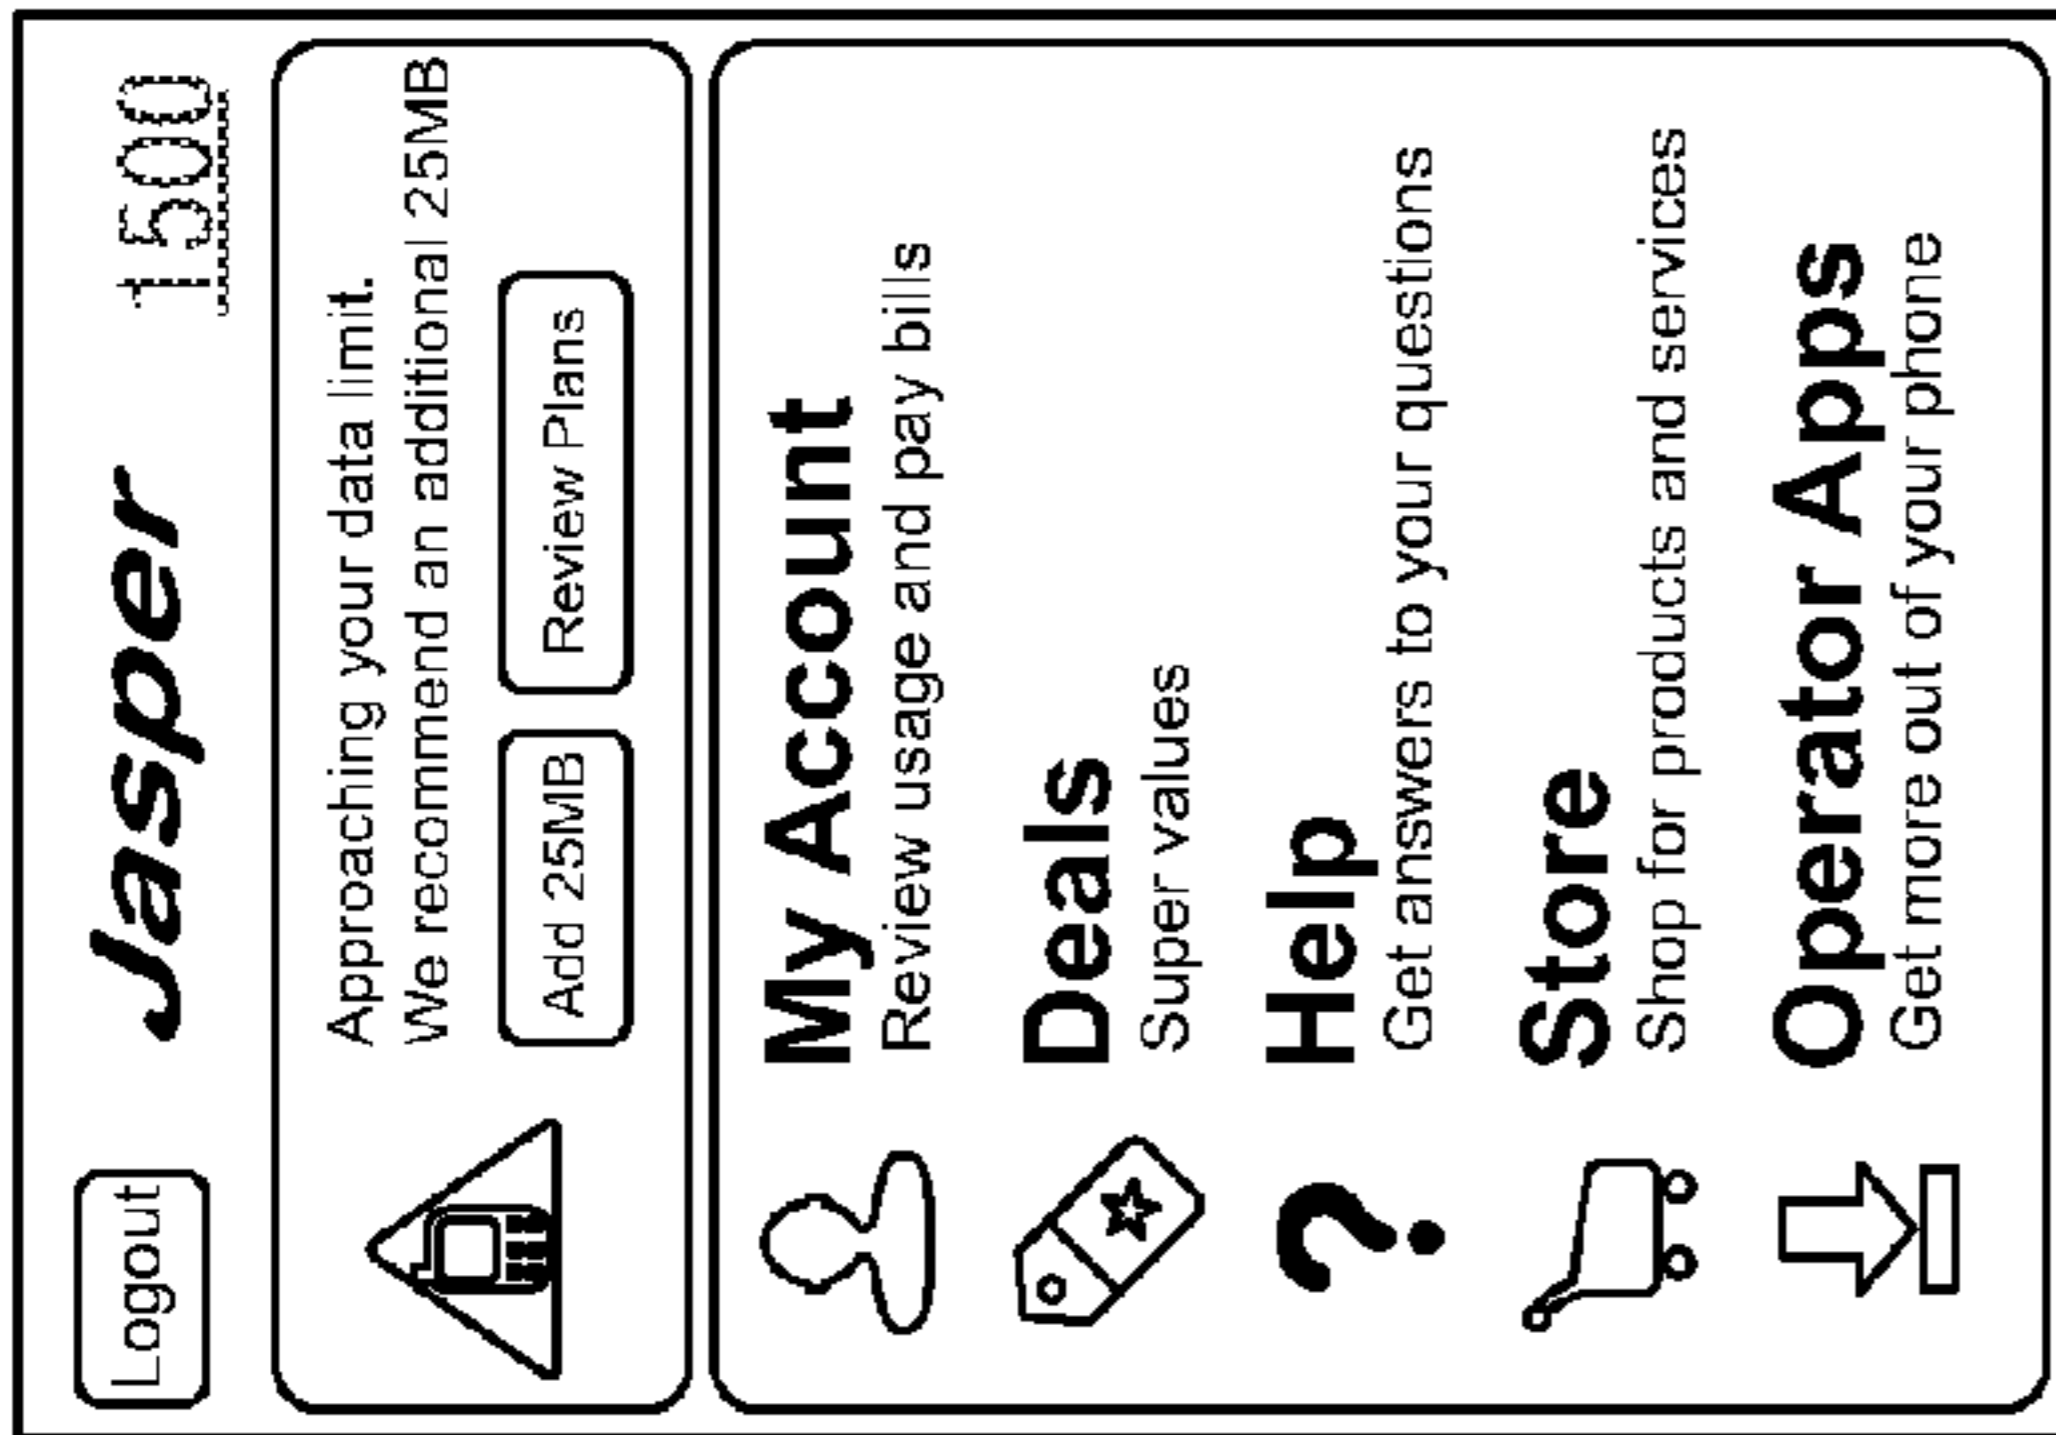 Logout Jasper 1500
Approaching your data limit.
We recommend an additional 25MB
Add 25MB Review Plans
My Account
Review usage and pay bills
Deals
Super values
Help
Get answers to your questions
Store
Shop for products and services
Operator Apps
Get more out of your phone